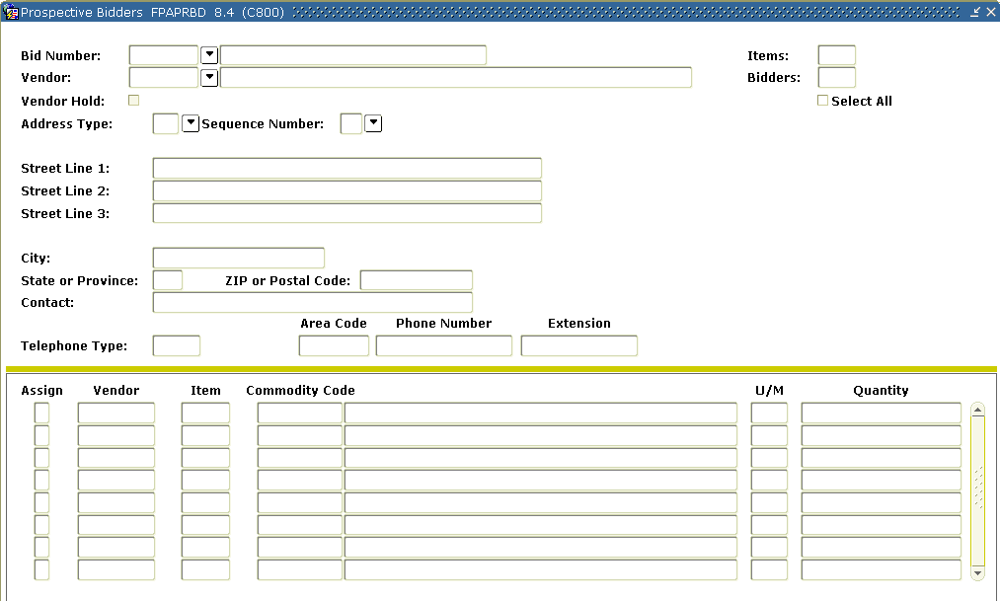 Prospective Bidders FPAPRBD 8.4 (C800)
Bid Number: Items:
Vendor: Bidders:
Vendor Hold: Select All
Address Type: Sequence Number:
Street Line 1:
Street Line 2:
Street Line 3:
City:
State or Province: ZIP or Postal Code:
Contact:
Area Code Phone Number Extension
Telephone Type:
Assign Vendor Item Commodity Code U/M Quantity